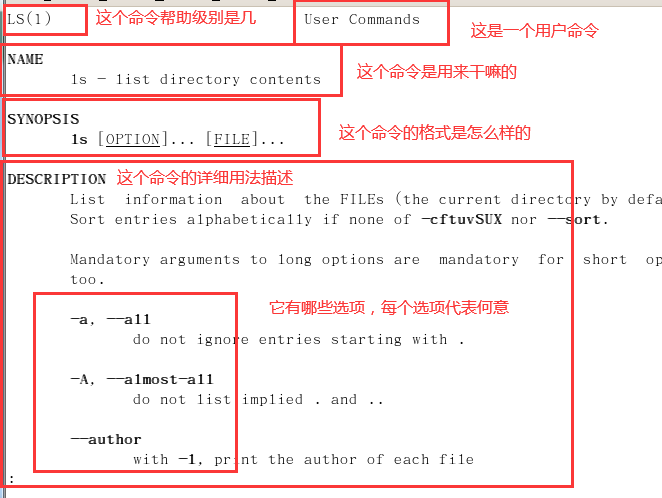 LS(1) 这个命令帮助级别是几 User Commands 这是一个用户命令
NAME
ls - list directory contents 这个命令是用来干嘛的
SYNOPSIS
ls [OPTION]... [FILE]... 这个命令的格式是怎么样的
DESCRIPTION 这个命令的详细用法描述
List information about the FILEs (the current directory by defa
Sort entries alphabetically if none of -cftuvSUX nor --sort.
Mandatory arguments to long options are mandatory for short op
too.
它有哪些选项，每个选项代表何意
-a, --all
do not ignore entries starting with .
-A, --almost-all
do not list implied . and ..
--author
with -l, print the author of each file
: